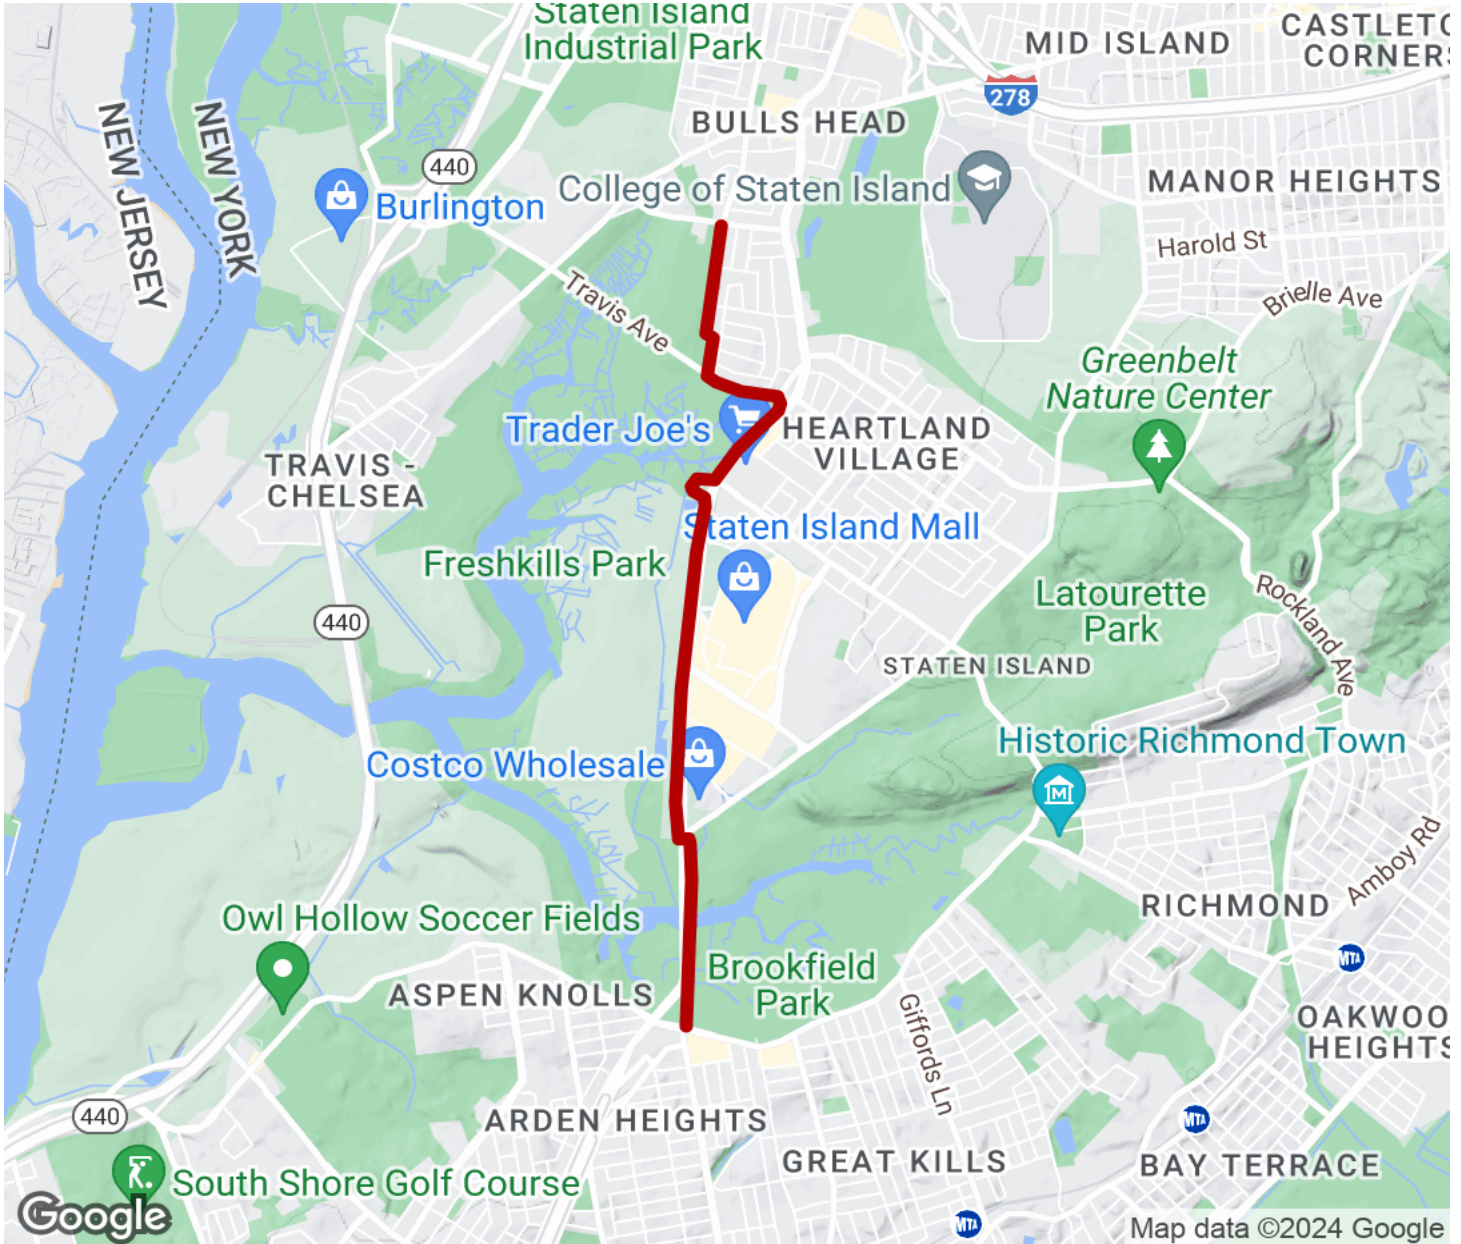 Staten Island
Industrial Park
MID ISLAND
CASTLETO
CORNERS
278
NEW JERSEY
NEW YORK
BULLS HEAD
440
College of Staten Island
Burlington
MANOR HEIGHTS
Harold St
Brielle Ave
Travis Ave
Greenbelt
Nature Center
Trader Joe's
HEARTLAND
VILLAGE
TRAVIS -
CHELSEA
Staten Island Mall
Freshkills Park
Latourette
Park
Rockland Ave
440
STATEN ISLAND
Historic Richmond Town
M
Costco Wholesale
Amboy Rd
Owl Hollow Soccer Fields
RICHMOND
MTA
Brookfield
Park
ASPEN KNOLLS
Giffords Ln
OAKWOO
HEIGHTS
440
ARDEN HEIGHTS
MTA
GREAT KILLS
BAY TERRACE
South Shore Golf Course
Google
MTA
Map data ©2024 Google